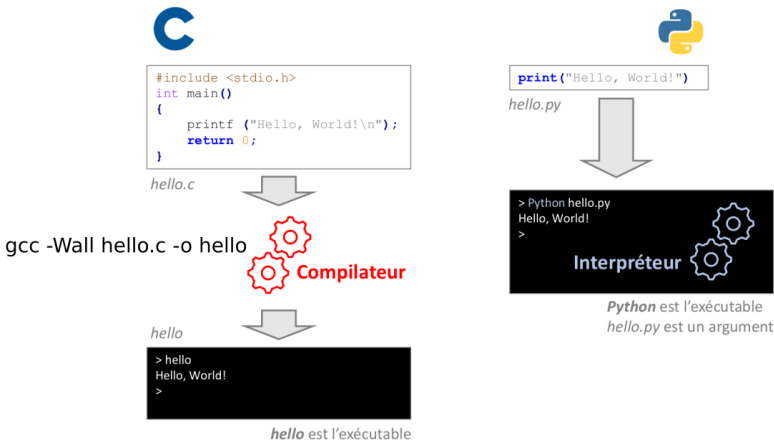 C
#include <stdio.h>
int main()
{
printf ("Hello, World!\n");
return 0;
}
hello.c
gcc -Wall hello.c -o hello
Compilateur
hello
> hello
Hello, World!
>
hello est l'exécutable
print("Hello, World!")
hello.py
> Python hello.py
Hello, World!
>
Interpréteur
Python est l'exécutable
hello.py est un argument